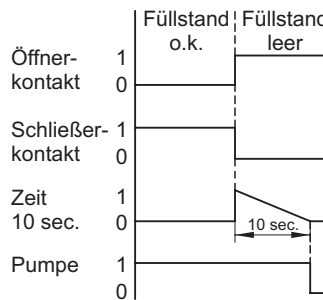 Füllstand Füllstand
o.k. leer
Öffner- 1
kontakt 0
Schließer- 1
kontakt 0
Zeit 1
10 sec. 0
10 sec.
Pumpe 1
0